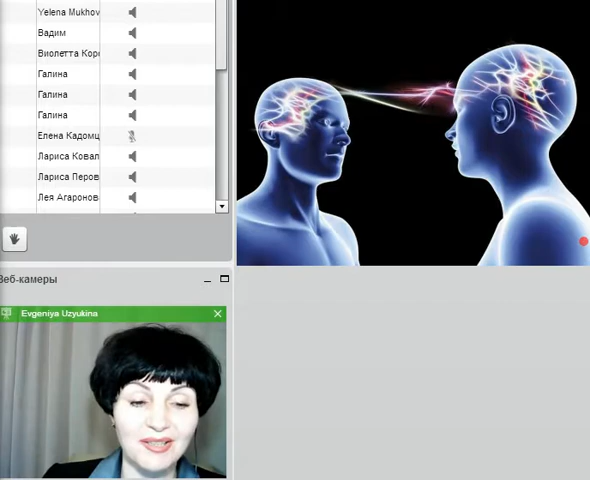 Yelena Mukhov
Вадим
Виолетта Кор
Галина
Галина
Галина
Елена Кадомц
Лариса Ковал
Лариса Перов
Лея Агаронов
Веб-камеры
Evgeniya Uzyukina